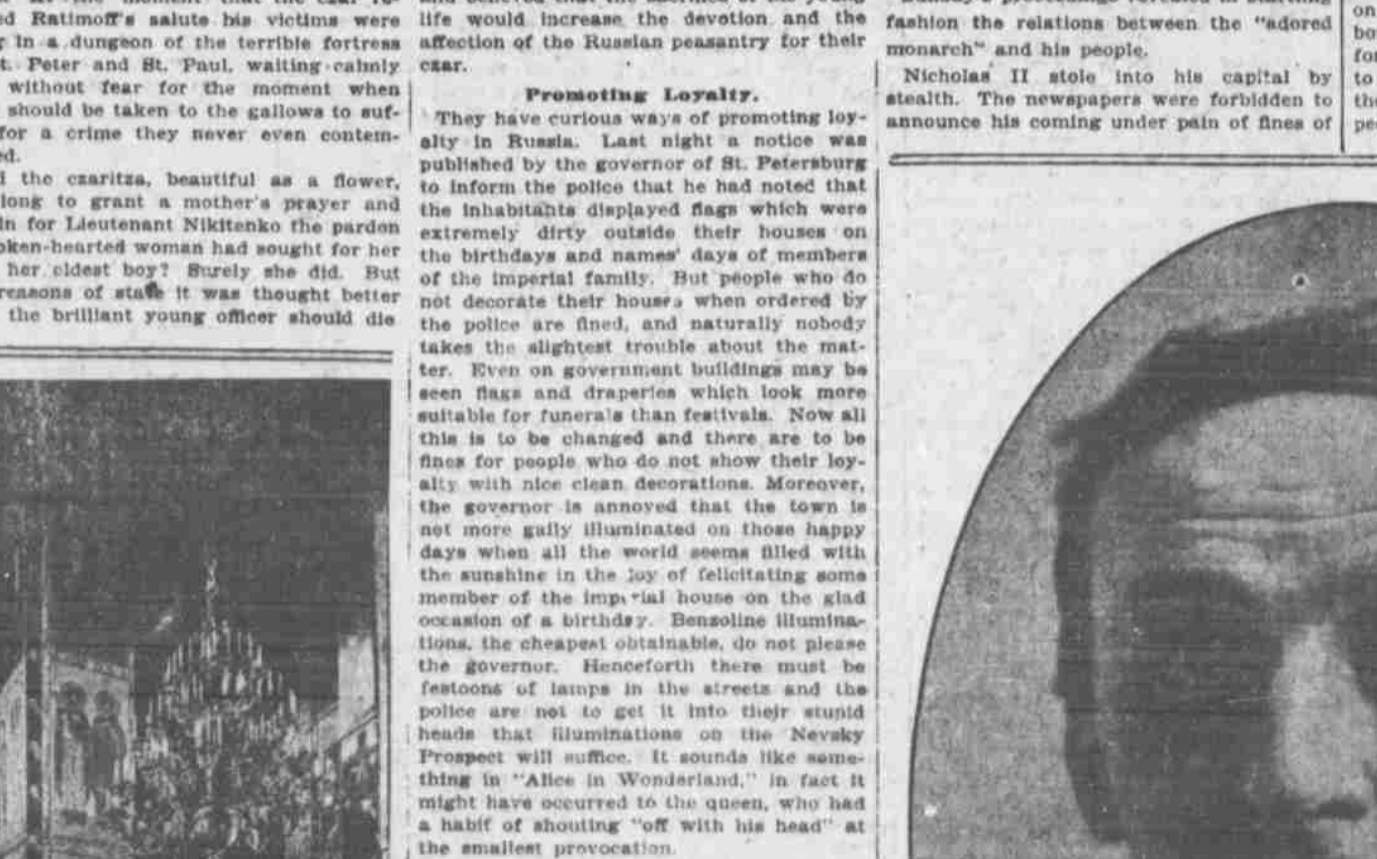 ed Ratimoff's salute his victims were
in a dungeon of the terrible fortress
t. Peter and St. Paul, waiting calmly
without fear for the moment when
should be taken to the gallows to suf-
for a crime they never even contem-
ed.
the czaritza, beautiful as a flower,
long to grant a mother's prayer and
in for Lieutenant Nikitenko the pardon
oken-hearted woman had sought for her
her eldest boy? Surely she did. But
reasons of state it was thought better
the brilliant young officer should die
life would increase the devotion and the
affection of the Russian peasantry for their
czar.
Promoting Loyalty.
They have curious ways of promoting loy-
alty in Russia. Last night a notice was
published by the governor of St. Petersburg
to inform the police that he had noted that
the inhabitants displayed flags which were
extremely dirty outside their houses on
the birthdays and names' days of members
of the imperial family. But people who do
not decorate their houses when ordered by
the police are fined, and naturally nobody
takes the slightest trouble about the mat-
ter. Even on government buildings may be
seen flags and draperies which look more
suitable for funerals than festivals. Now all
this is to be changed and there are to be
fines for people who do not show their loy-
alty with nice clean decorations. Moreover,
the governor is annoyed that the town is
not more gaily illuminated on those happy
days when all the world seems filled with
the sunshine in the joy of felicitating some
member of the imperial house on the glad
occasion of a birthday. Benzoline illumina-
tions, the cheapest obtainable, do not please
the governor. Henceforth there must be
festoons of lamps in the streets and the
police are not to get it into their stupid
heads that illuminations on the Nevsky
Prospect will suffice. It sounds like some-
thing in "Alice in Wonderland," in fact it
might have occurred to the queen, who had
a habit of shouting "off with his head" at
the smallest provocation.
fashion the relations between the "adored
monarch" and his people.
Nicholas II stole into his capital by
stealth. The newspapers were forbidden to
announce his coming under pain of fines of
on
bo
for
to
the
pe